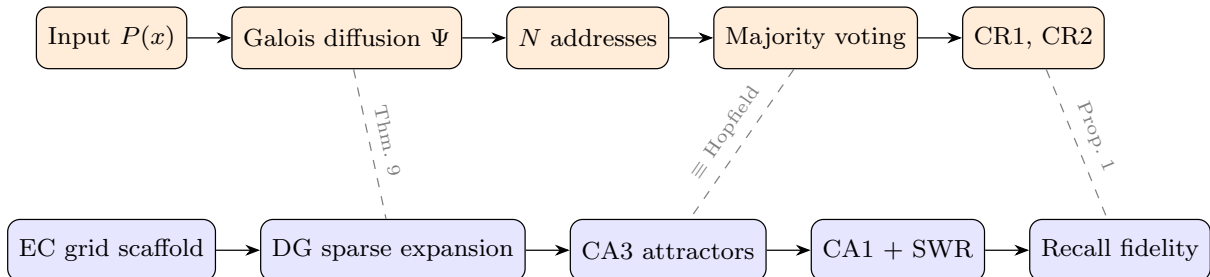 Input P(x)
Galois diffusion Ψ
N addresses
Majority voting
CR1, CR2
Thm. 9
≡ Hopfield
Prop. 1
EC grid scaffold
DG sparse expansion
CA3 attractors
CA1 + SWR
Recall fidelity